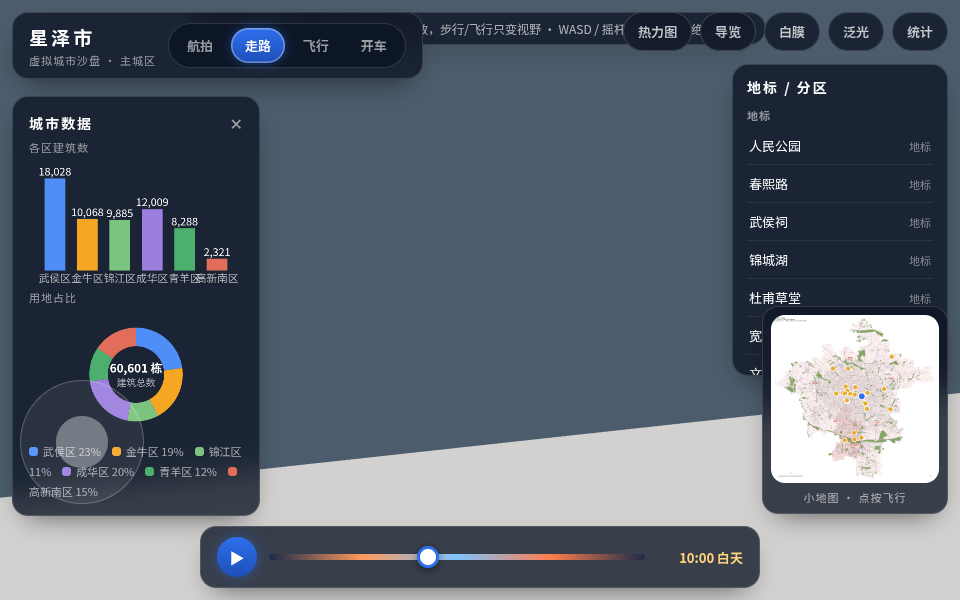 星泽市
虚拟城市沙盘 · 主城区
航拍
走路
飞行
开车
，步行/飞行只变视野 · WASD / 摇杆
热力图
导览
白膜
泛光
统计
城市数据
✕
各区建筑数
18,028
10,068
9,885
12,009
8,288
2,321
武侯区
金牛区
锦江区
成华区
青羊区
高新南区
用地占比
60,601 栋
建筑总数
武侯区 23%
金牛区 19%
锦江区
11%
成华区 20%
青羊区 12%
高新南区 15%
地标 / 分区
地标
人民公园 地标
春熙路 地标
武侯祠 地标
锦城湖 地标
杜甫草堂 地标
宽
小地图 · 点按飞行
10:00 白天